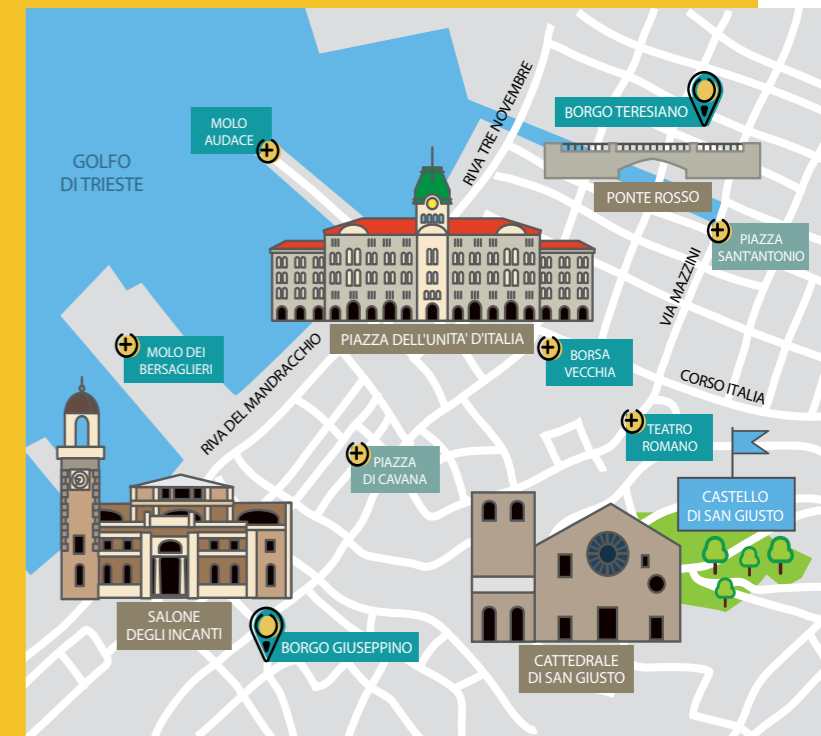 RIVA TRE NOVEMBRE
BORGO TERESIANO
MOLO
AUDACE
GOLFO
DI TRIESTE
PONTE ROSSO
PIAZZA
SANT'ANTONIO
VIA MAZZINI
PIAZZA DELL'UNITA' D'ITALIA
MOLO DEI
BERSAGLIERI
BORSA
VECCHIA
RIVA DEL MANDRACCHIO
CORSO ITALIA
TEATRO
ROMANO
PIAZZA
DI CAVANA
CASTELLO
DI SAN GIUSTO
SALONE
DEGLI INCANTI
BORGO GIUSEPPINO
CATTEDRALE
DI SAN GIUSTO